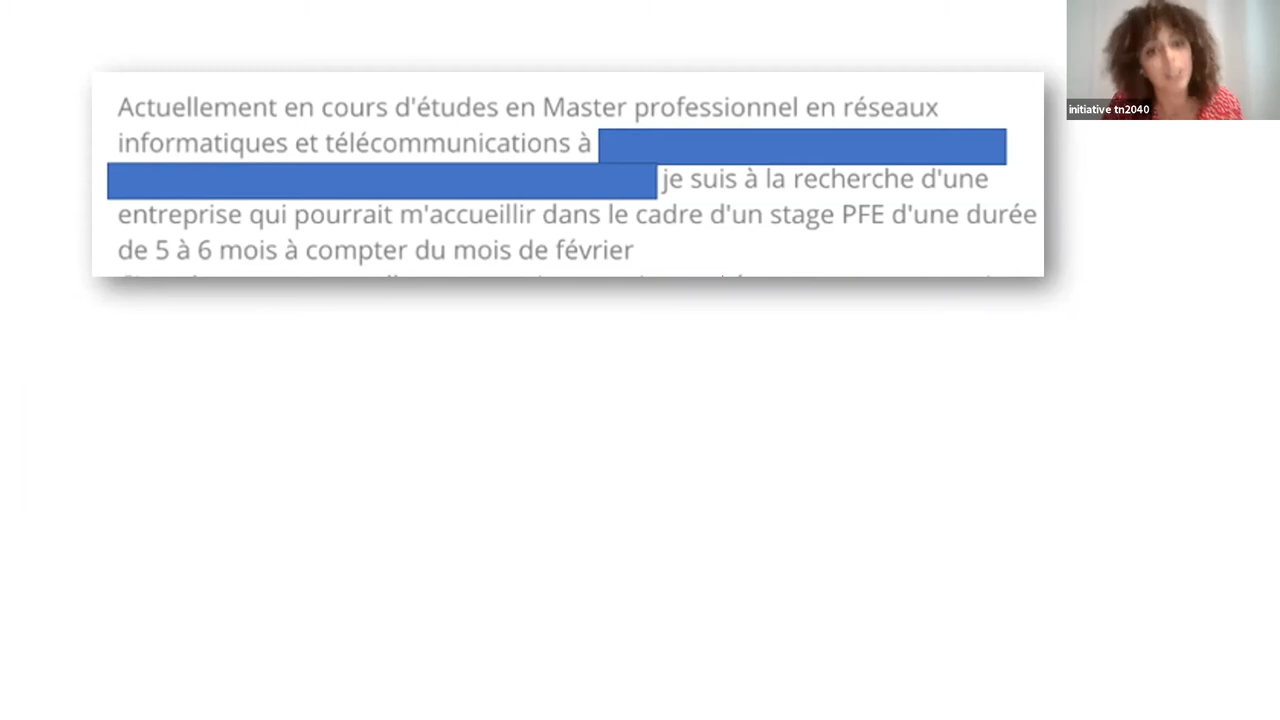 Actuellement en cours d'études en Master professionnel en réseaux
informatiques et télécommunications à
je suis à la recherche d'une
entreprise qui pourrait m'accueillir dans le cadre d'un stage PFE d'une durée
de 5 à 6 mois à compter du mois de février
initiative tn2040